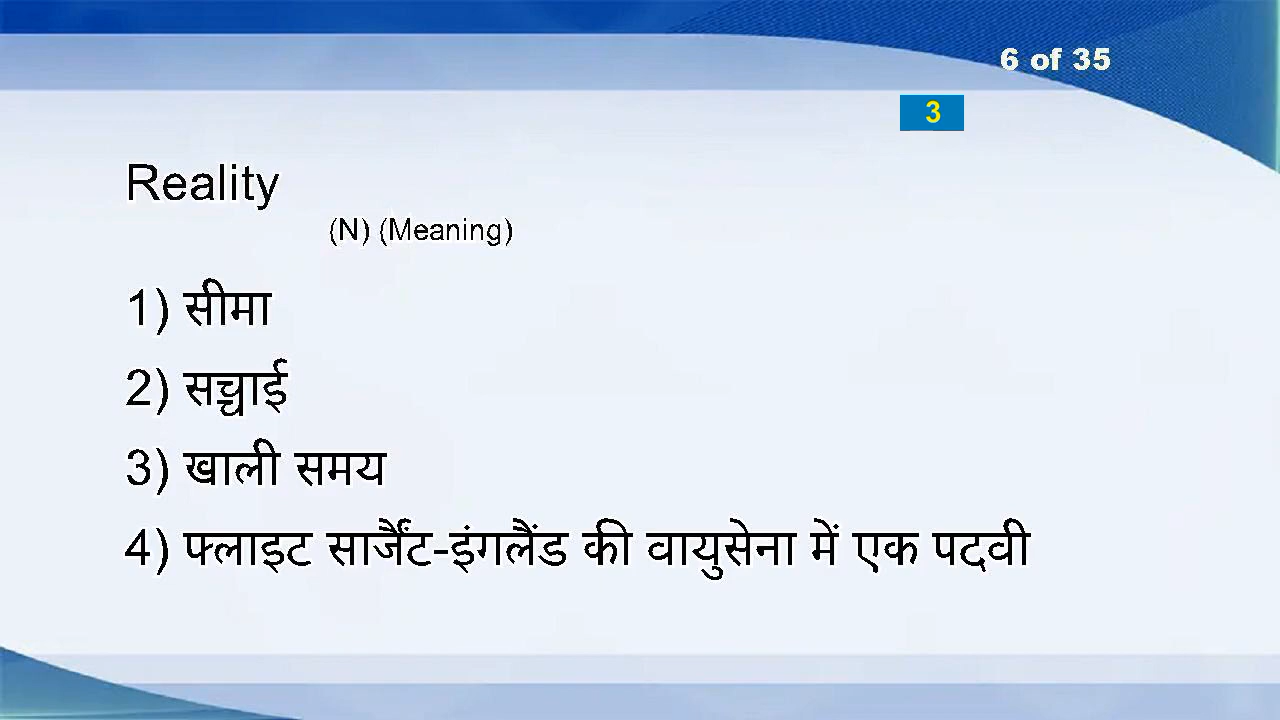 6 of 35
3
Reality
(N) (Meaning)
1) सीमा
2) सच्चाई
3) खाली समय
4) फ्लाइट सार्जैंट-इंगलैंड की वायुसेना में एक पदवी